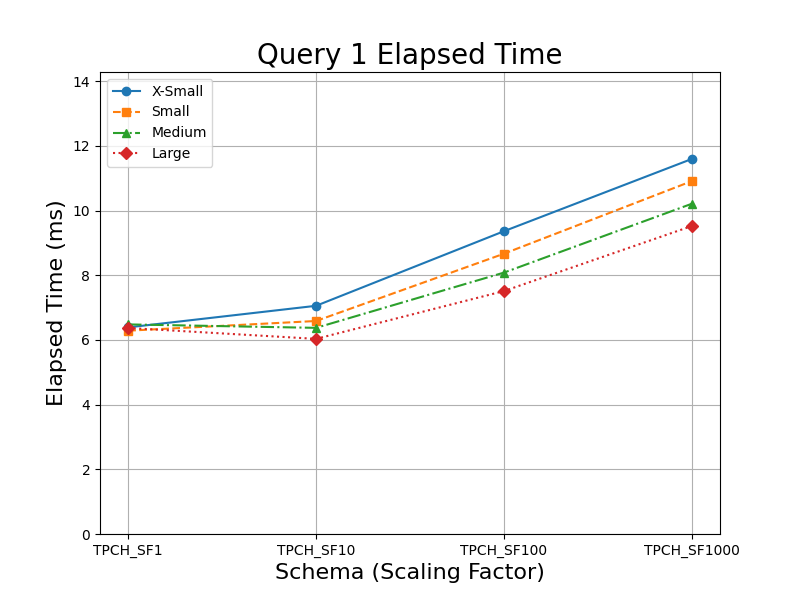 Query 1 Elapsed Time
14
12
10
8
6
4
2
0
Elapsed Time (ms)
X-Small
Small
Medium
Large
TPCH_SF1 TPCH_SF10 TPCH_SF100 TPCH_SF1000
Schema (Scaling Factor)